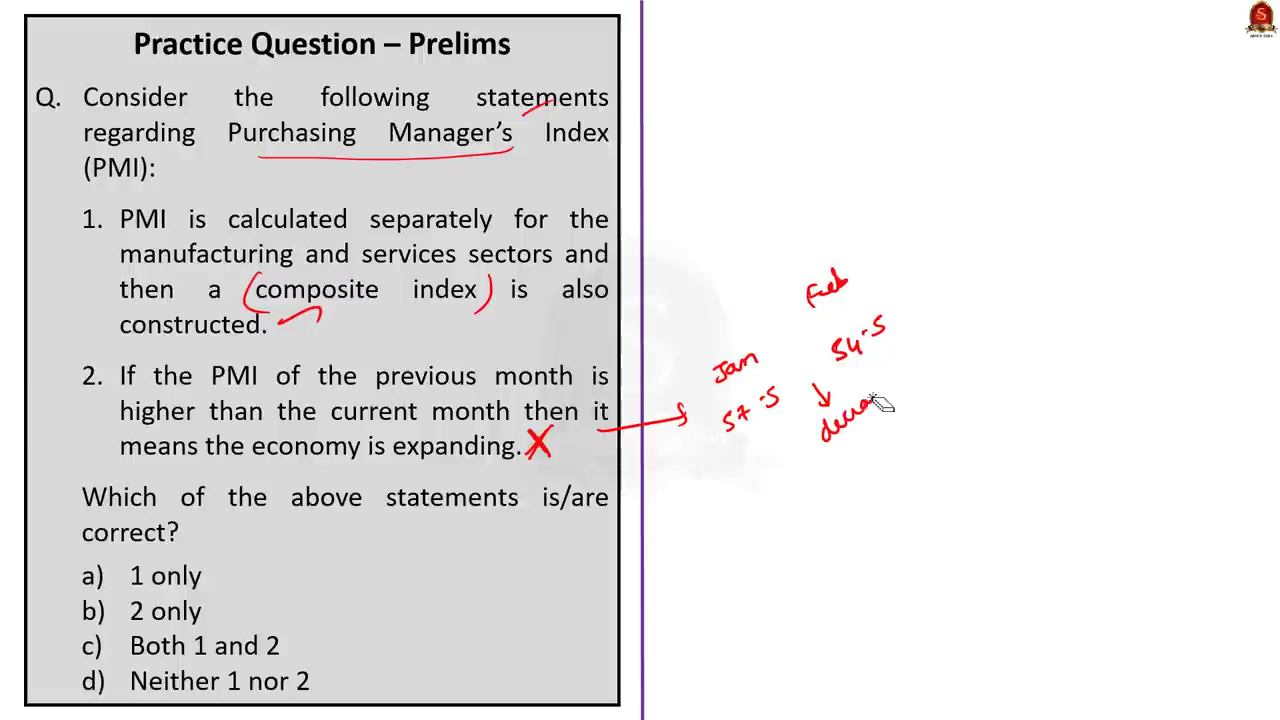 Practice Question – Prelims
Q. Consider the following statements
regarding Purchasing Manager's Index
(PMI):
1. PMI is calculated separately for the
manufacturing and services sectors and
then a (composite index) is also
constructed.
2. If the PMI of the previous month is
higher than the current month then it
means the economy is expanding. X
Which of the above statements is/are
correct?
a) 1 only
b) 2 only
c) Both 1 and 2
d) Neither 1 nor 2
Feb
54.5
Jan
57.5
S